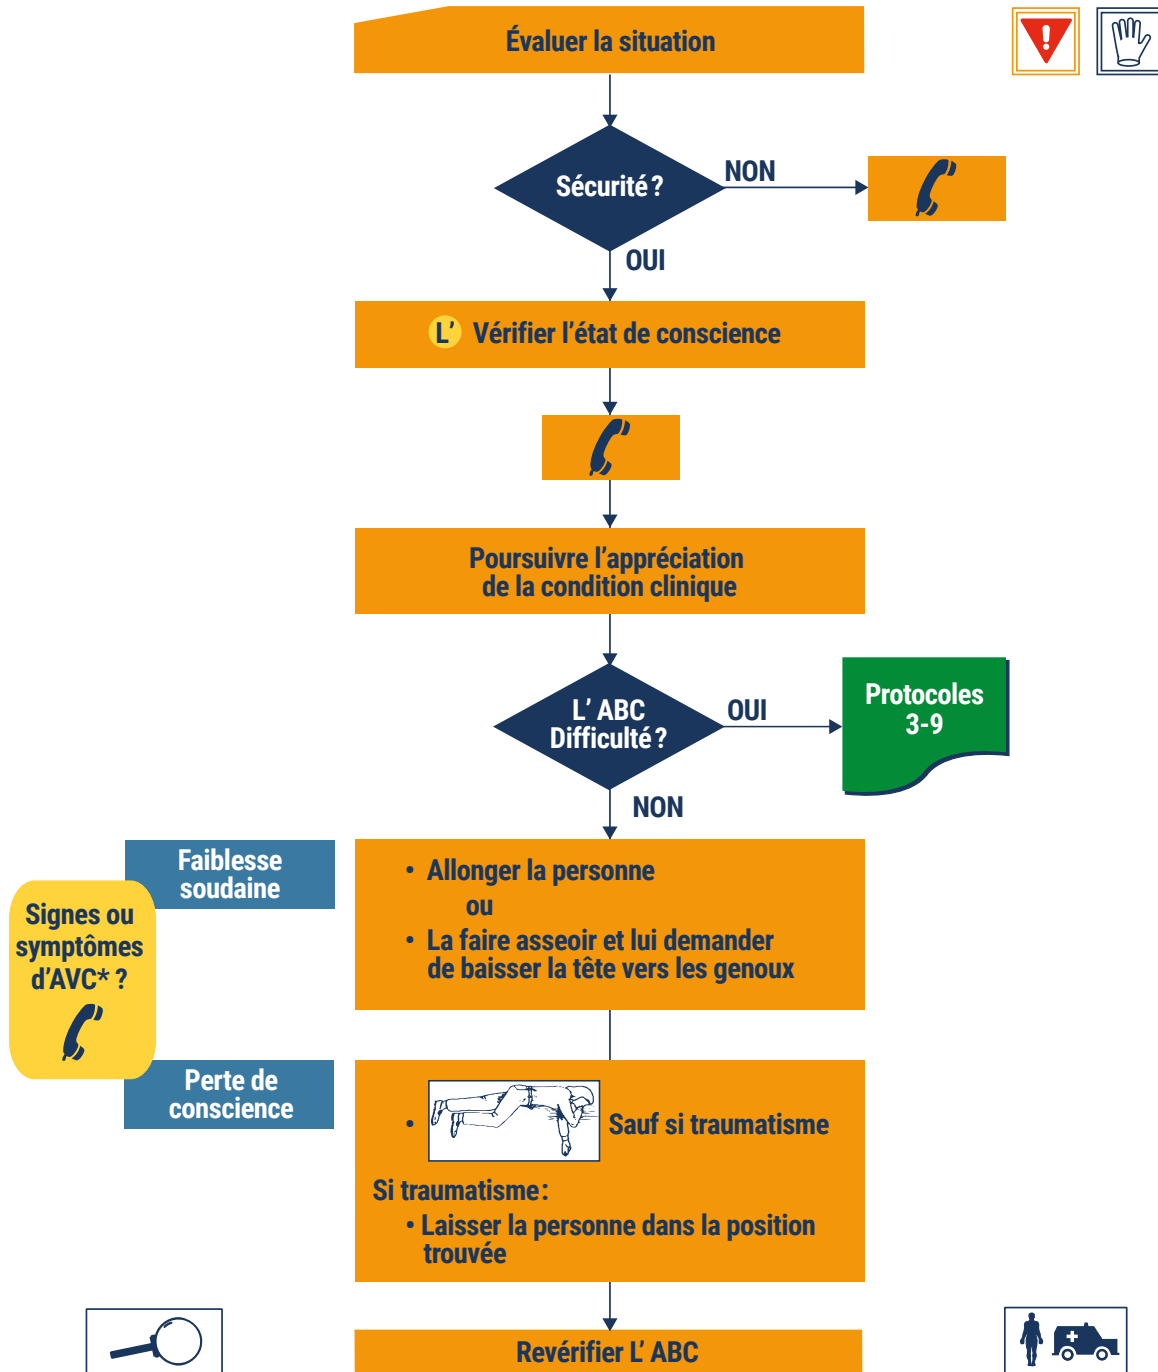 Évaluer la situation
Sécurité ?
NON
OUI
L' Vérifier l'état de conscience
Poursuivre l'appréciation
de la condition clinique
L' ABC
Difficulté ?
OUI
Protocoles
3-9
NON
Faiblesse
soudaine
• Allonger la personne
ou
• La faire asseoir et lui demander
de baisser la tête vers les genoux
Signes ou
symptômes
d'AVC* ?
Perte de
conscience
• Sauf si traumatisme
Si traumatisme :
• Laisser la personne dans la position
trouvée
Revérifier L' ABC